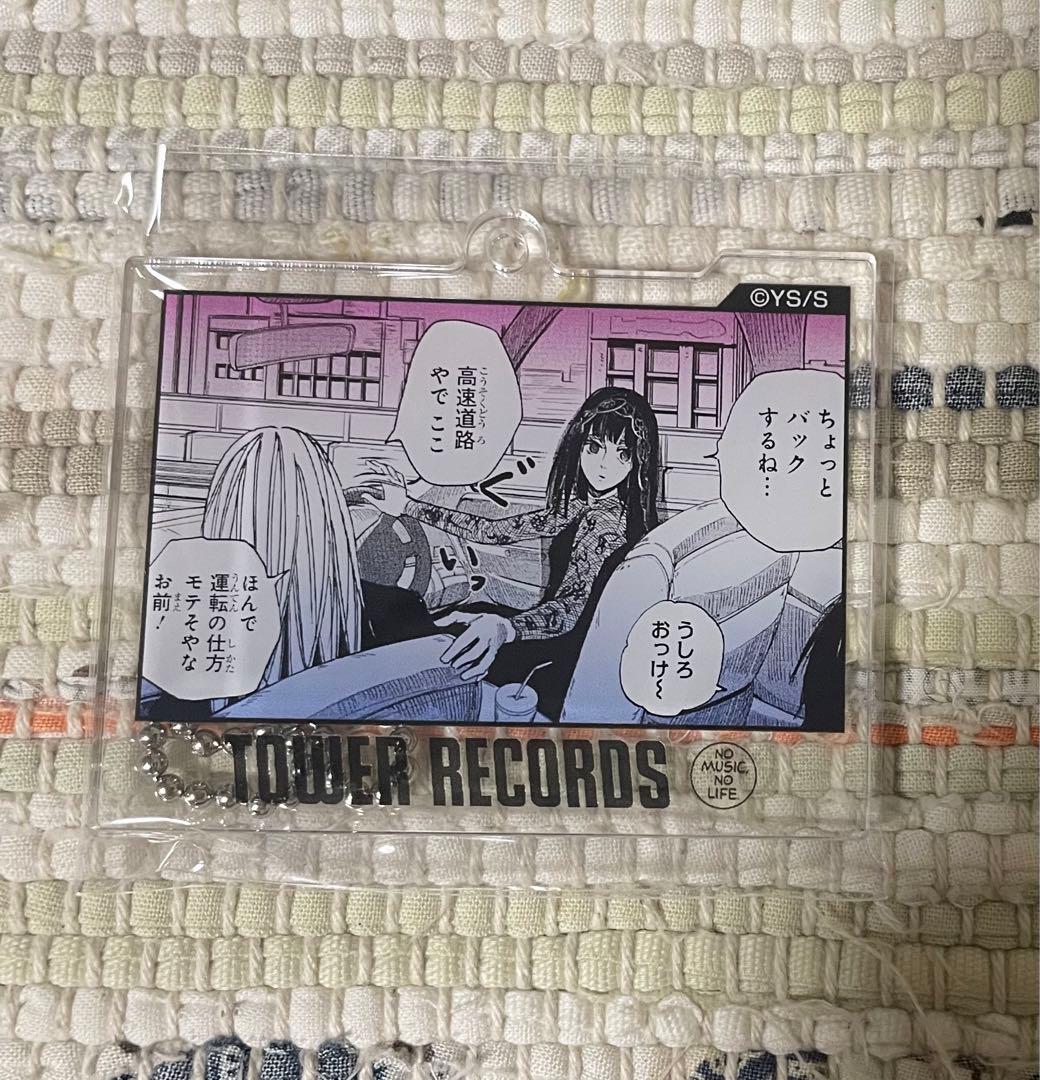 ©YS/S
ちょっと
バック
するね…
高速道路
やで ここ
ぐ
いっ
うしろ
おっけ〜
ほんで
運転の仕方
モテそやな
お前！
TOWER RECORDS
NO
MUSIC,
NO
LIFE.